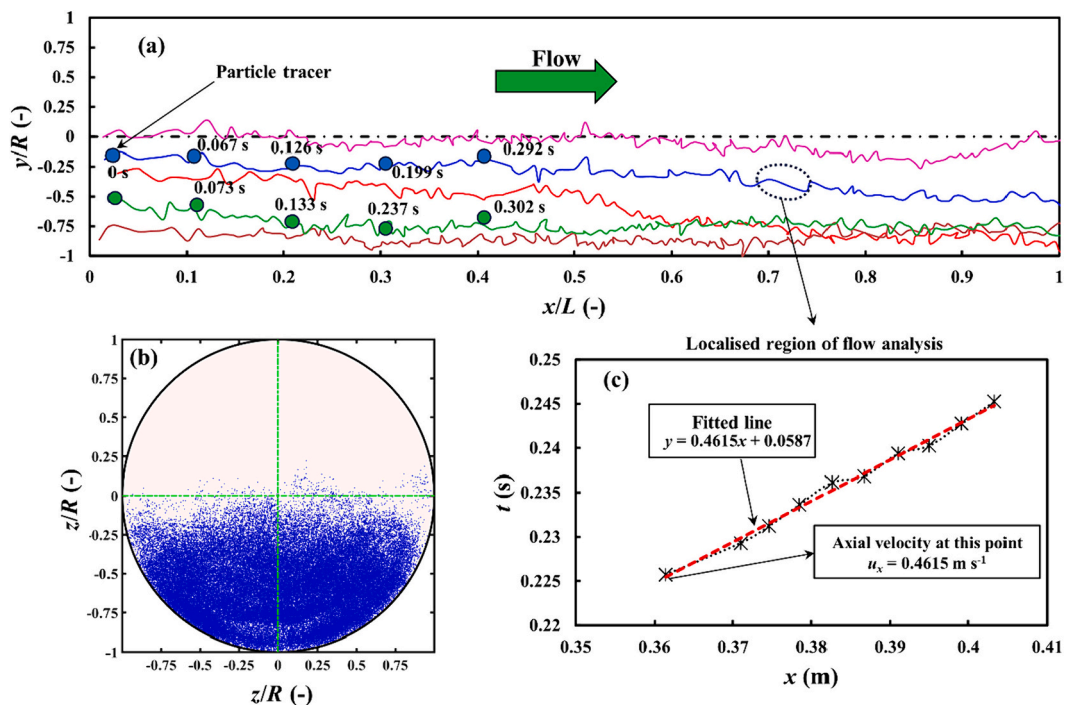 (a)
Flow
Particle tracer
1
0.75
0.5
0.25
0
-0.25
-0.5
-0.75
-1
y/R (-)
0 s
0.067 s
0.126 s
0.199 s
0.292 s
0.073 s
0.133 s
0.237 s
0.302 s
0 0.1 0.2 0.3 0.4 0.5 0.6 0.7 0.8 0.9 1
x/L (-)
(b)
1
0.75
0.5
0.25
0
-0.25
-0.5
-0.75
-1
z/R (-)
-0.75 -0.5 -0.25 0 0.25 0.5 0.75
z/R (-)
Localised region of flow analysis
(c)
0.25
0.245
0.24
0.235
0.23
0.225
0.22
t (s)
Fitted line
y = 0.4615x + 0.0587
Axial velocity at this point
uₓ = 0.4615 m s⁻¹
0.35 0.36 0.37 0.38 0.39 0.4 0.41
x (m)